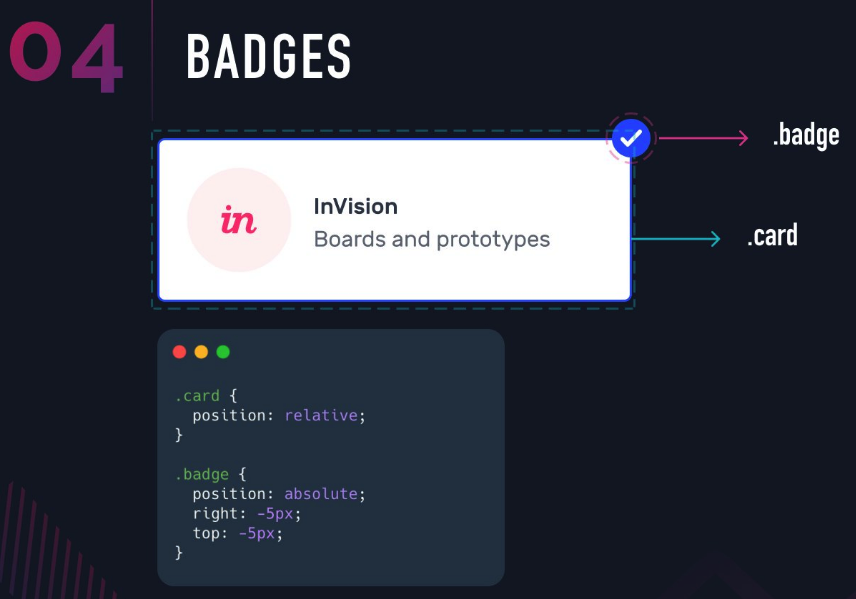 04
BADGES
.badge
in
InVision
Boards and prototypes
.card
.card {
  position: relative;
}
.badge {
  position: absolute;
  right: -5px;
  top: -5px;
}